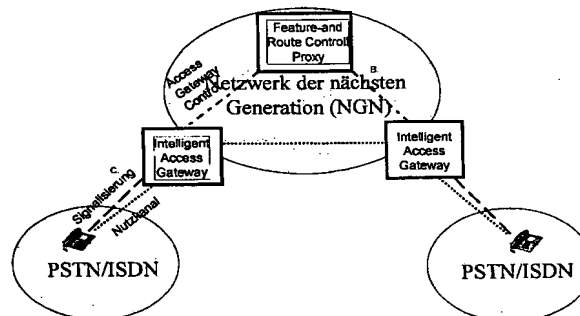 Feature-and
Route Control
Proxy
Access
Gateway
Control
B
Netzwerk der nächsten
Generation (NGN)
Intelligent
Access
Gateway
Intelligent
Access
Gateway
C
Signalisierung
Nutzkanal
PSTN/ISDN
PSTN/ISDN